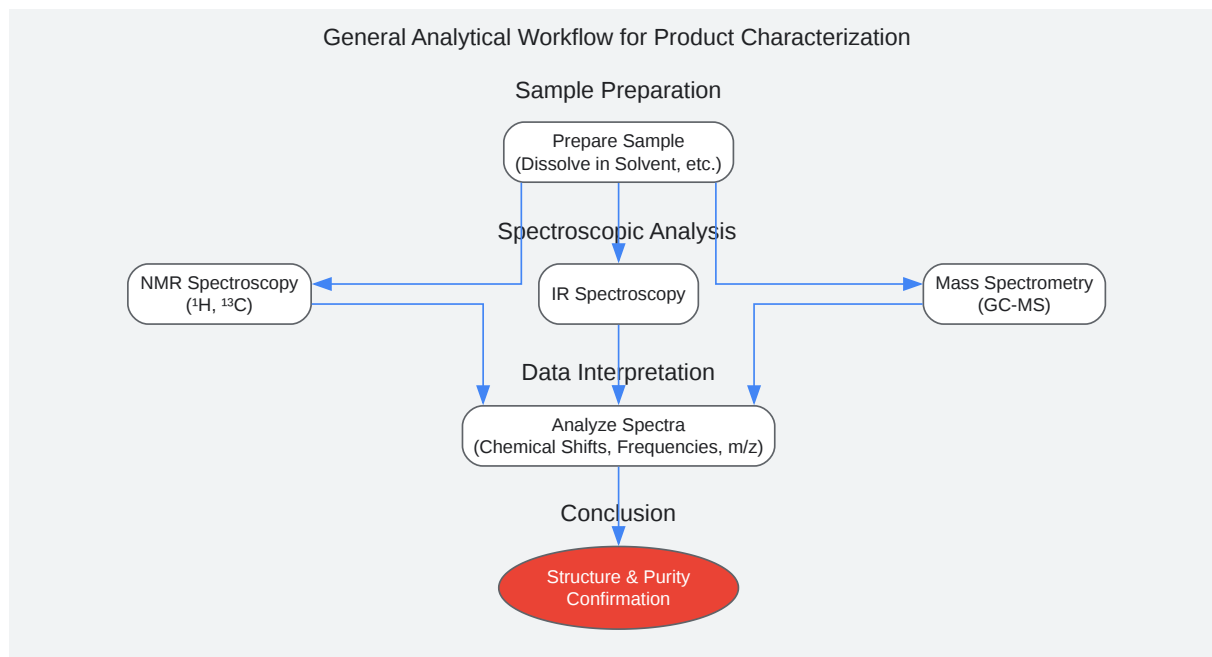 General Analytical Workflow for Product Characterization
Sample Preparation
Prepare Sample
(Dissolve in Solvent, etc.)
Spectroscopic Analysis
NMR Spectroscopy
(¹H, ¹³C)
IR Spectroscopy
Mass Spectrometry
(GC-MS)
Data Interpretation
Analyze Spectra
(Chemical Shifts, Frequencies, m/z)
Conclusion
Structure & Purity
Confirmation